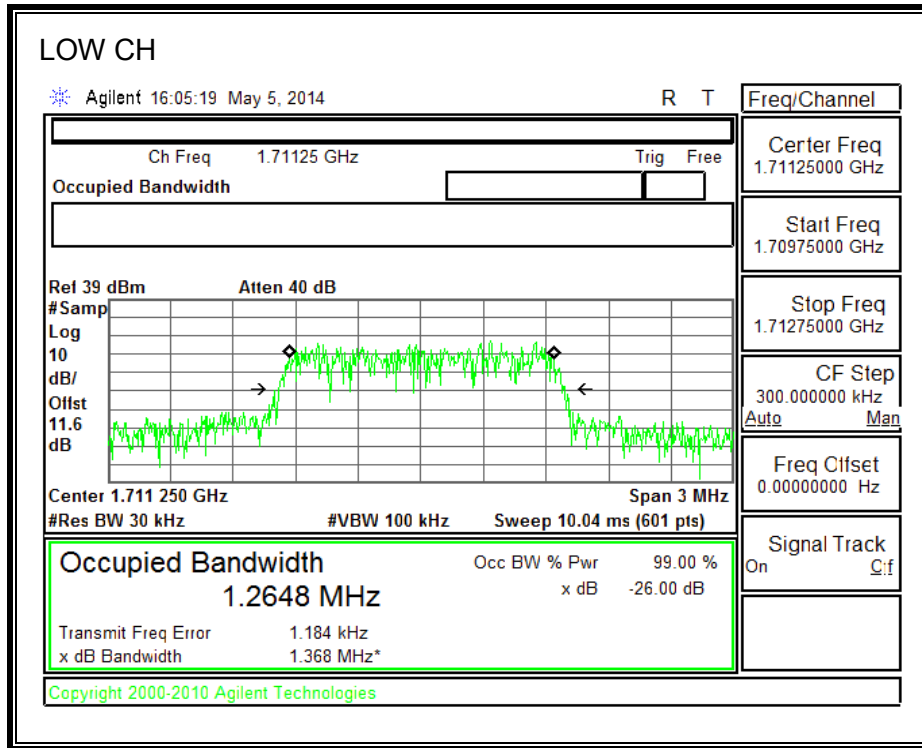 LOW CH
Agilent 16:05:19 May 5, 2014 R T
Ch Freq 1.71125 GHz Trig Free
Occupied Bandwidth
Ref 39 dBm Atten 40 dB
#Samp
Log
10
dB/
Offst
11.6
dB
Center 1.711 250 GHz Span 3 MHz
#Res BW 30 kHz #VBW 100 kHz Sweep 10.04 ms (601 pts)
Occupied Bandwidth Occ BW % Pwr 99.00 %
1.2648 MHz x dB -26.00 dB
Transmit Freq Error 1.184 kHz
x dB Bandwidth 1.368 MHz*
Copyright 2000-2010 Agilent Technologies
Freq/Channel
Center Freq
1.71125000 GHz
Start Freq
1.70975000 GHz
Stop Freq
1.71275000 GHz
CF Step
300.000000 kHz
Auto Man
Freq Offset
0.00000000 Hz
Signal Track
On Off